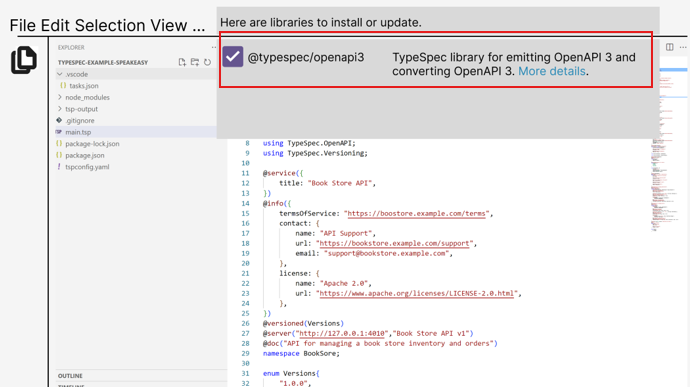 File Edit Selection View ...
Here are libraries to install or update.
@typespec/openapi3
TypeSpec library for emitting OpenAPI 3 and
converting OpenAPI 3. More details.
EXPLORER
TYPESPEC-EXAMPLE-SPEAKEASY
.vscode
tasks.json
node_modules
tsp-output
.gitignore
main.tsp
package-lock.json
package.json
tspconfig.yaml
8 using TypeSpec.OpenAPI;
9 using TypeSpec.Versioning;
10
11 @service({
12 title: "Book Store API",
13 })
14 @info({
15 termsOfService: "https://boostore.example.com/terms",
16 contact: {
17 name: "API Support",
18 url: "https://bookstore.example.com/support",
19 email: "support@bookstore.example.com",
20 },
21 license: {
22 name: "Apache 2.0",
23 url: "https://www.apache.org/licenses/LICENSE-2.0.html",
24 },
25 })
26 @versioned(Versions)
27 @server("http://127.0.0.1:4010","Book Store API v1")
28 @doc("API for managing a book store inventory and orders")
29 namespace BookSore;
30
31 enum Versions{
32 "1.0.0",
OUTLINE
TIMELINE